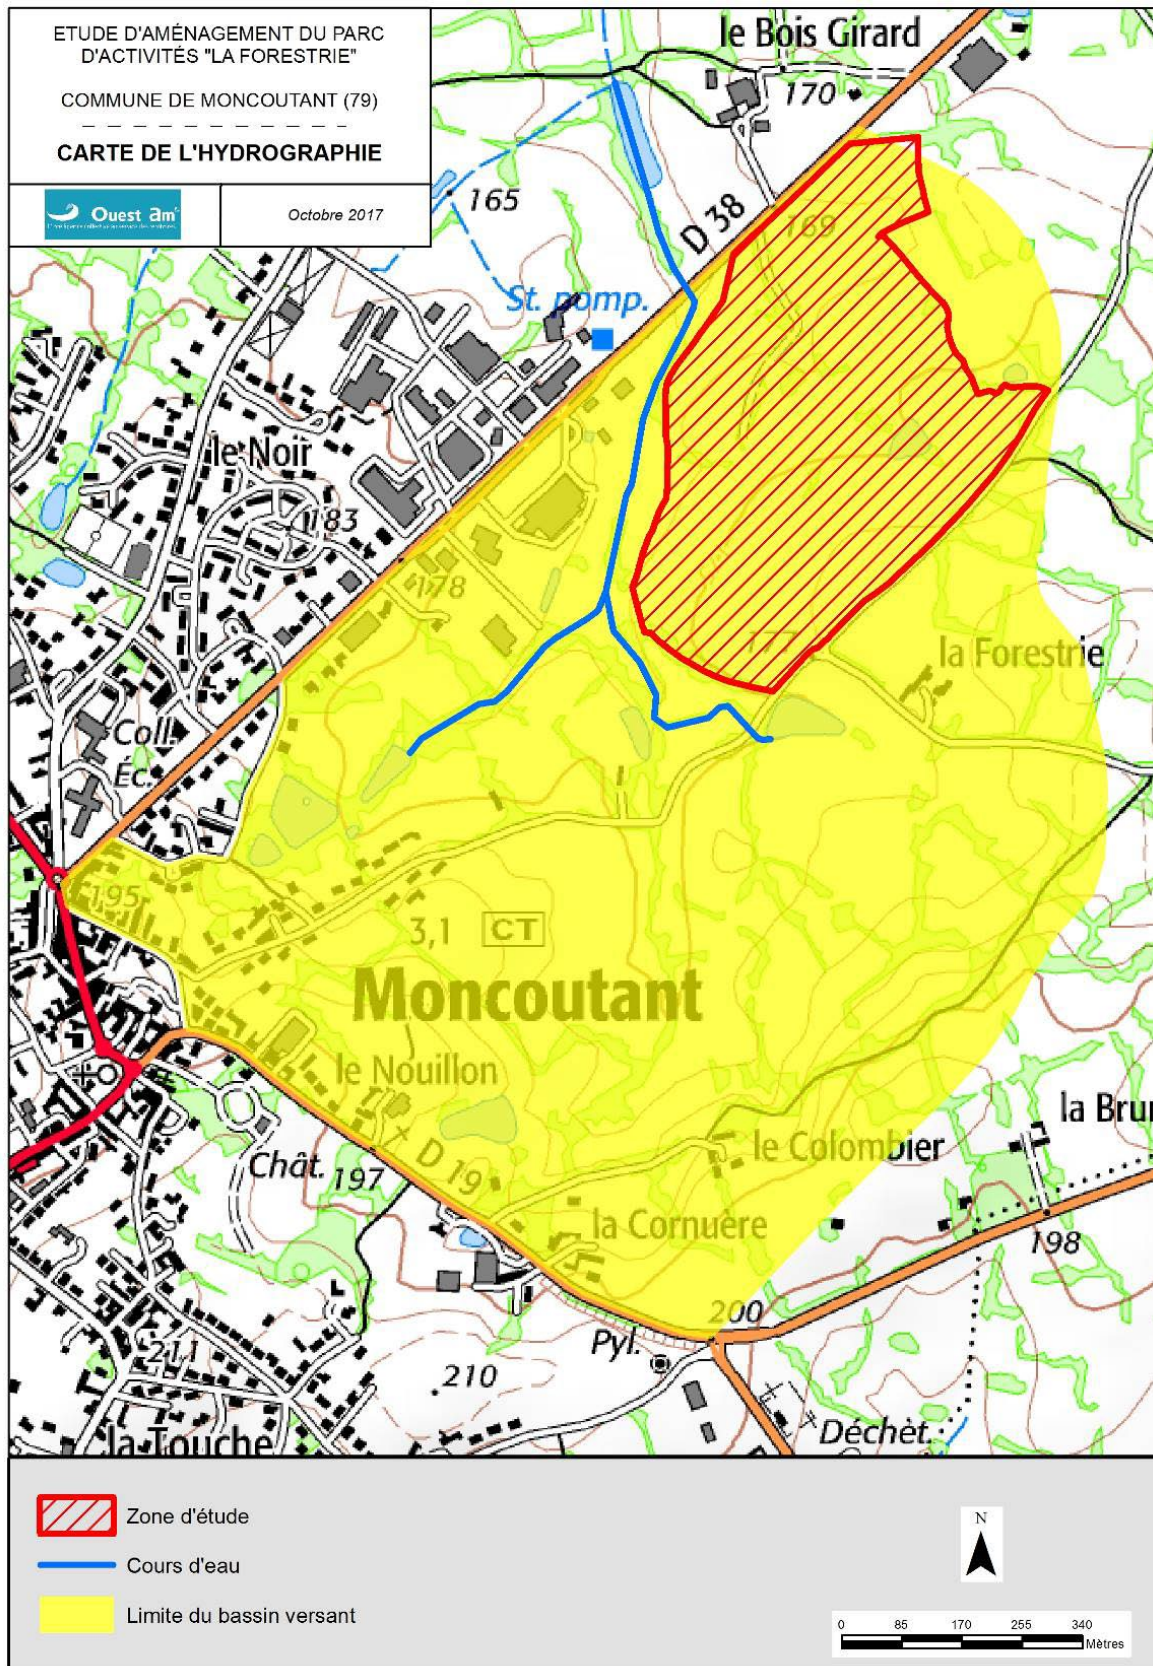 ETUDE D'AMÉNAGEMENT DU PARC
D'ACTIVITÉS "LA FORESTRIE"
COMMUNE DE MONCOUTANT (79)
CARTE DE L'HYDROGRAPHIE
Ouest am'
Octobre 2017
le Bois Girard
170
165
D 38
169
St. pomp.
le Noir
183
178
177
la Forestrie
Coll.
Éc.
195
3,1 CT
Moncoutant
le Nouillon
la Brur
le Colombier
Chât. 197
D 19
la Cornuère
198
200
Pyl.
211
210
la Touche
Déchèt.
Zone d'étude
Cours d'eau
Limite du bassin versant
N
0 85 170 255 340
Mètres